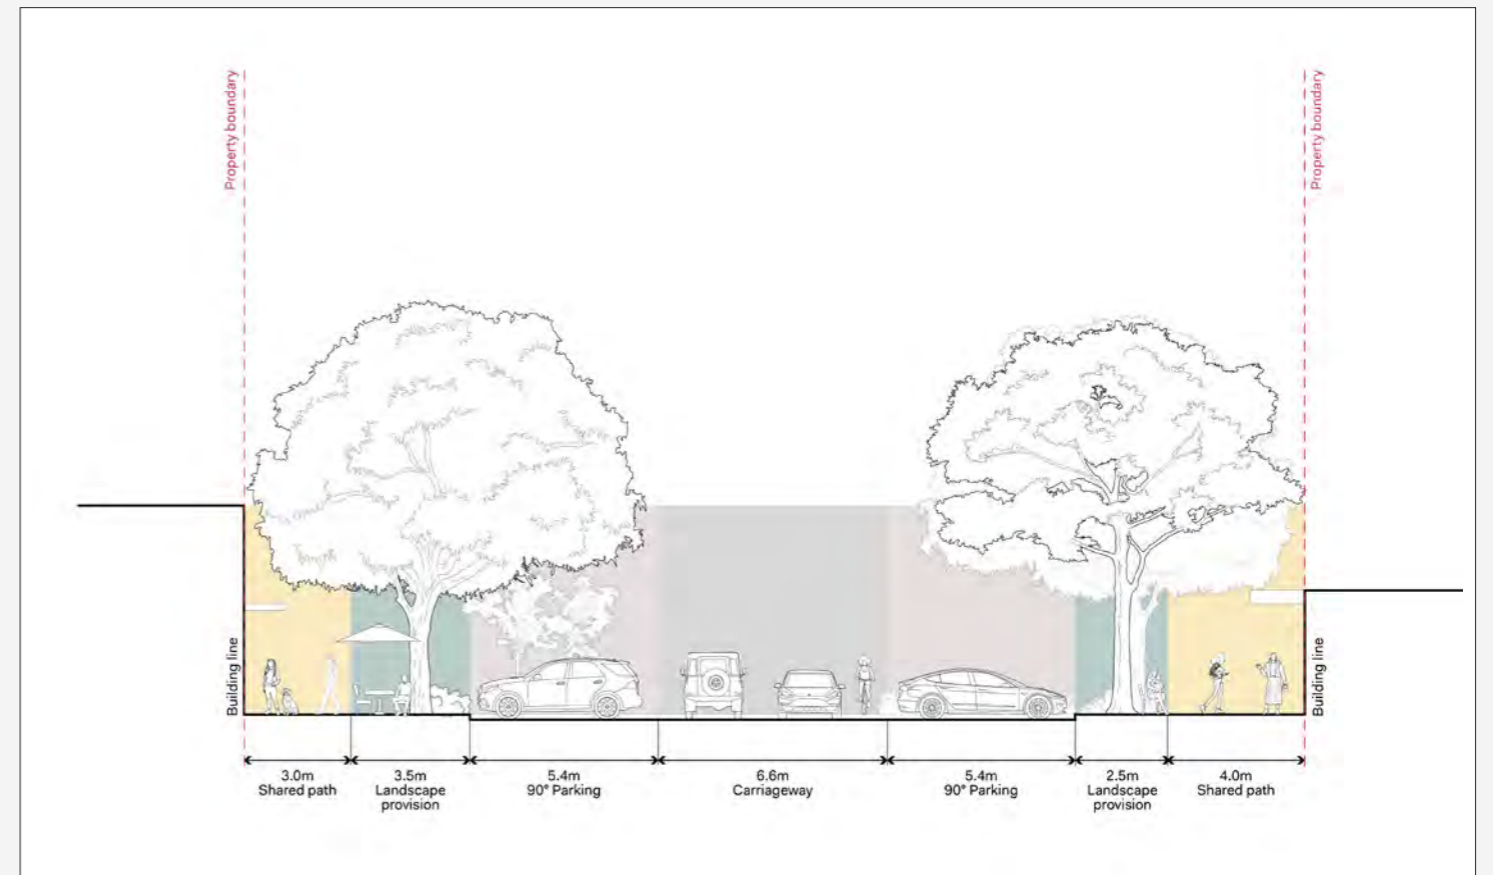 Property boundary
Property boundary
Building line
Building line
3.0m
Shared path
3.5m
Landscape
provision
5.4m
90° Parking
6.6m
Carriageway
5.4m
90° Parking
2.5m
Landscape
provision
4.0m
Shared path